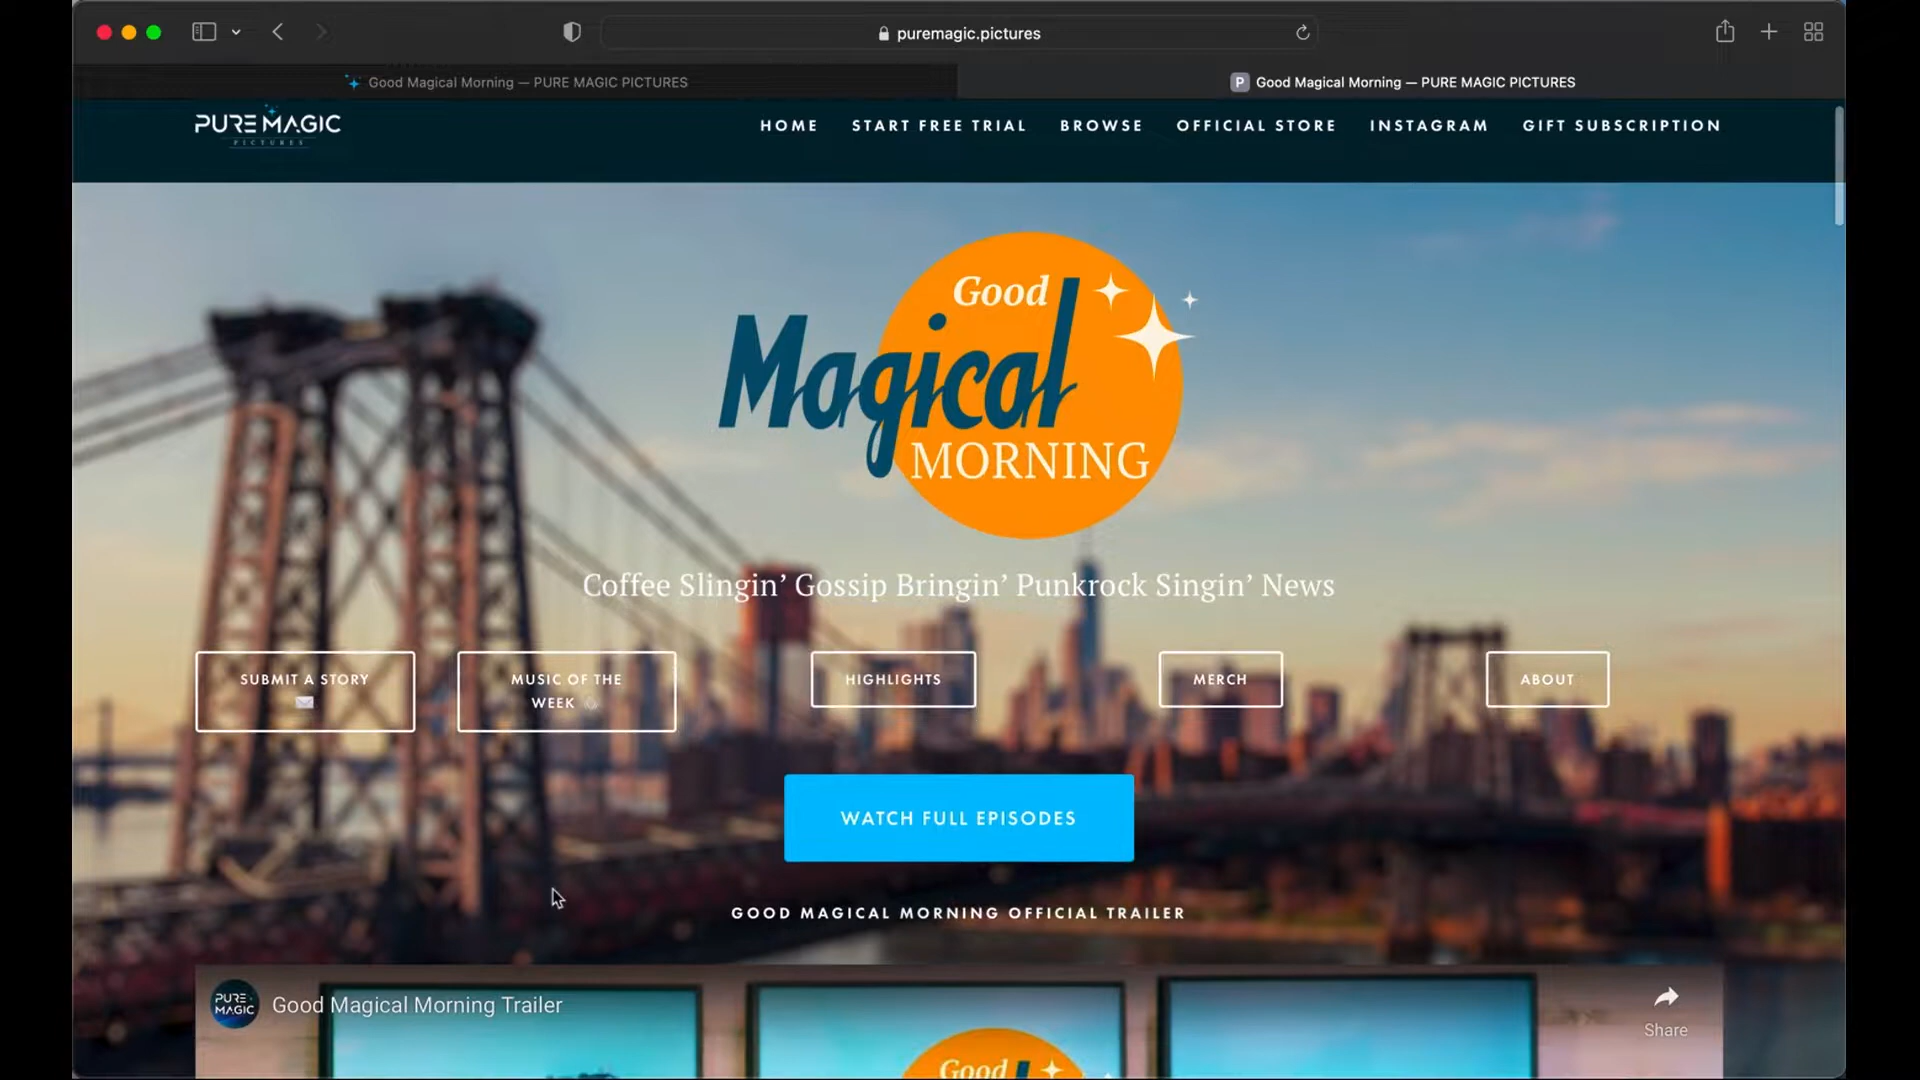 puremagic.pictures
Good Magical Morning — PURE MAGIC PICTURES
P Good Magical Morning — PURE MAGIC PICTURES
PURE MAGIC
PICTURES
HOME START FREE TRIAL BROWSE OFFICIAL STORE INSTAGRAM GIFT SUBSCRIPTION
Good
Magical
MORNING
Coffee Slingin’ Gossip Bringin’ Punkrock Singin’ News
SUBMIT A STORY
MUSIC OF THE
WEEK
HIGHLIGHTS
MERCH
ABOUT
WATCH FULL EPISODES
GOOD MAGICAL MORNING OFFICIAL TRAILER
PURE
MAGIC
Good Magical Morning Trailer
Share
Good